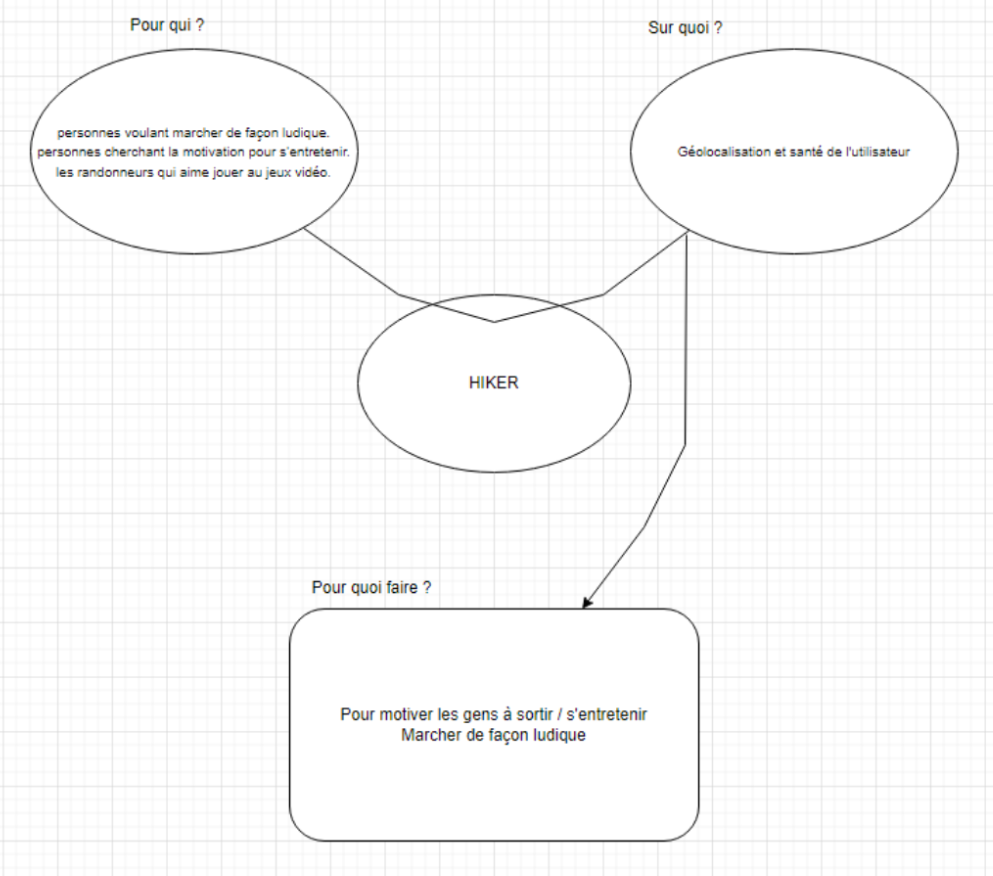 Pour qui ?
Sur quoi ?
personnes voulant marcher de façon ludique.
personnes cherchant la motivation pour s'entretenir.
les randonneurs qui aime jouer au jeux vidéo.
Géolocalisation et santé de l'utilisateur
HIKER
Pour quoi faire ?
Pour motiver les gens à sortir / s'entretenir
Marcher de façon ludique